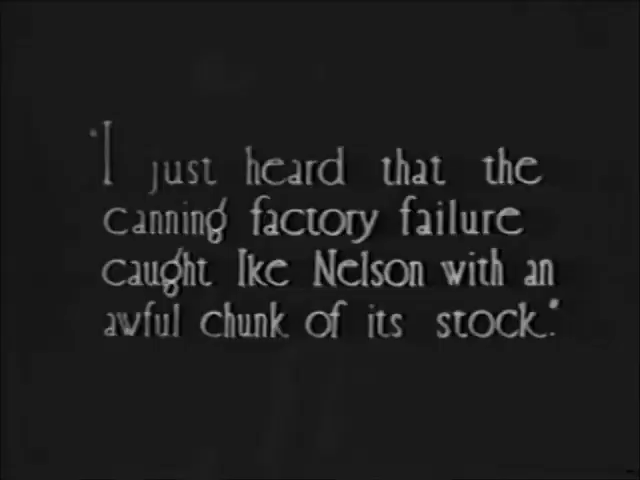 "I just heard that the
canning factory failure
caught Ike Nelson with an
awful chunk of its stock."